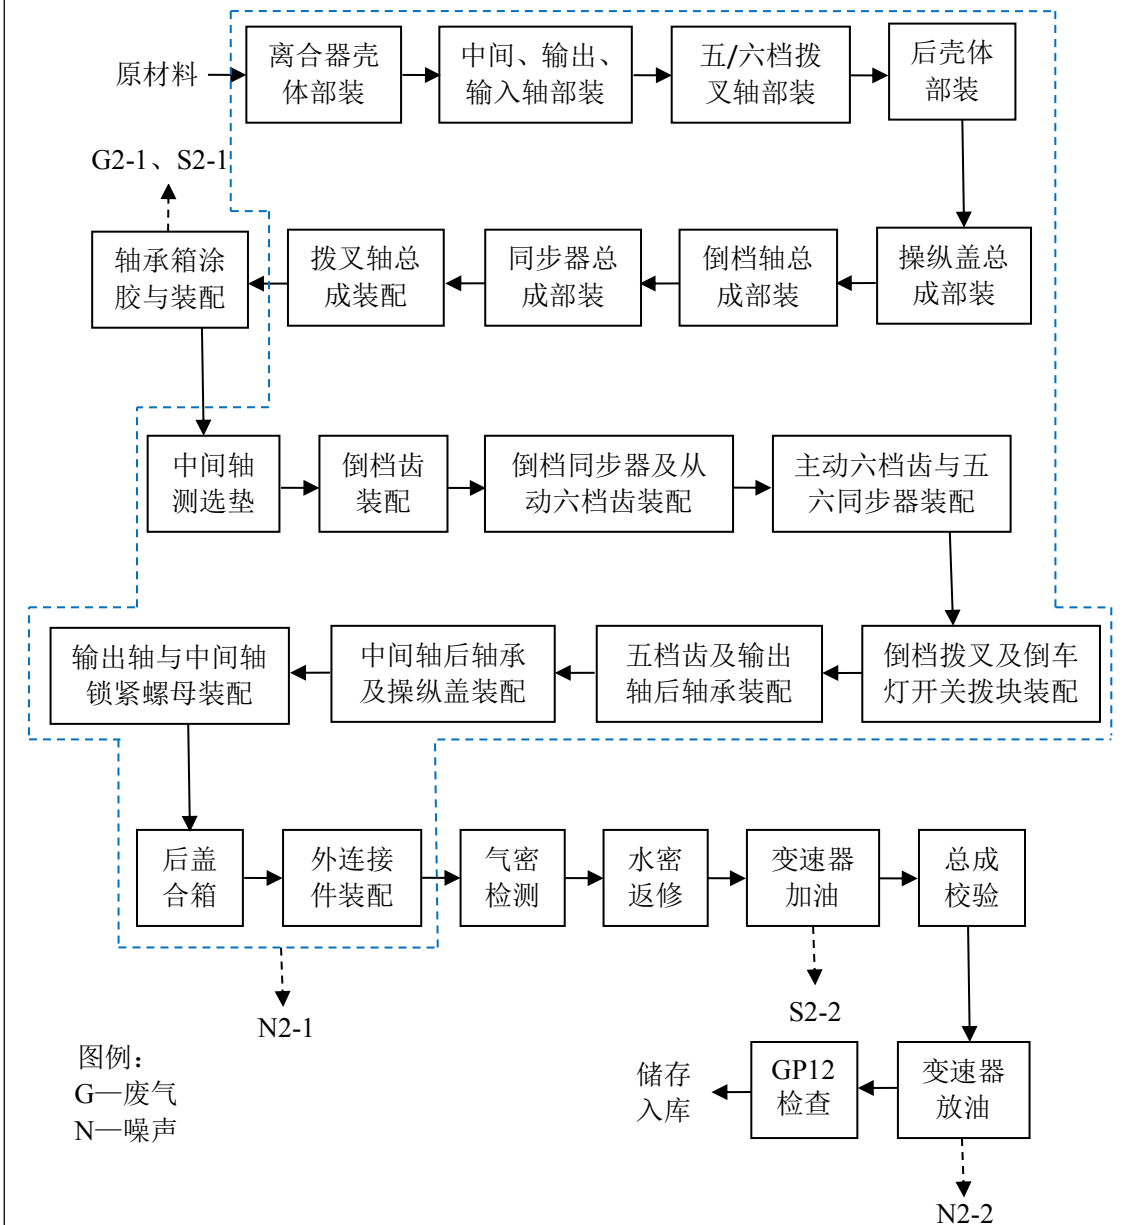 原材料
离合器壳
体部装
中间、输出、
输入轴部装
五/六档拨
叉轴部装
后壳体
部装
G2-1、S2-1
轴承箱涂
胶与装配
拨叉轴总
成装配
同步器总
成部装
倒档轴总
成部装
操纵盖总
成部装
中间轴
测选垫
倒档齿
装配
倒档同步器及从
动六档齿装配
主动六档齿与五
六同步器装配
输出轴与中间轴
锁紧螺母装配
中间轴后轴承
及操纵盖装配
五档齿及输出
轴后轴承装配
倒档拨叉及倒车
灯开关拨块装配
后盖
合箱
外连接
件装配
气密
检测
水密
返修
变速器
加油
总成
校验
N2-1
S2-2
图例：
G—废气
N—噪声
储存
入库
GP12
检查
变速器
放油
N2-2